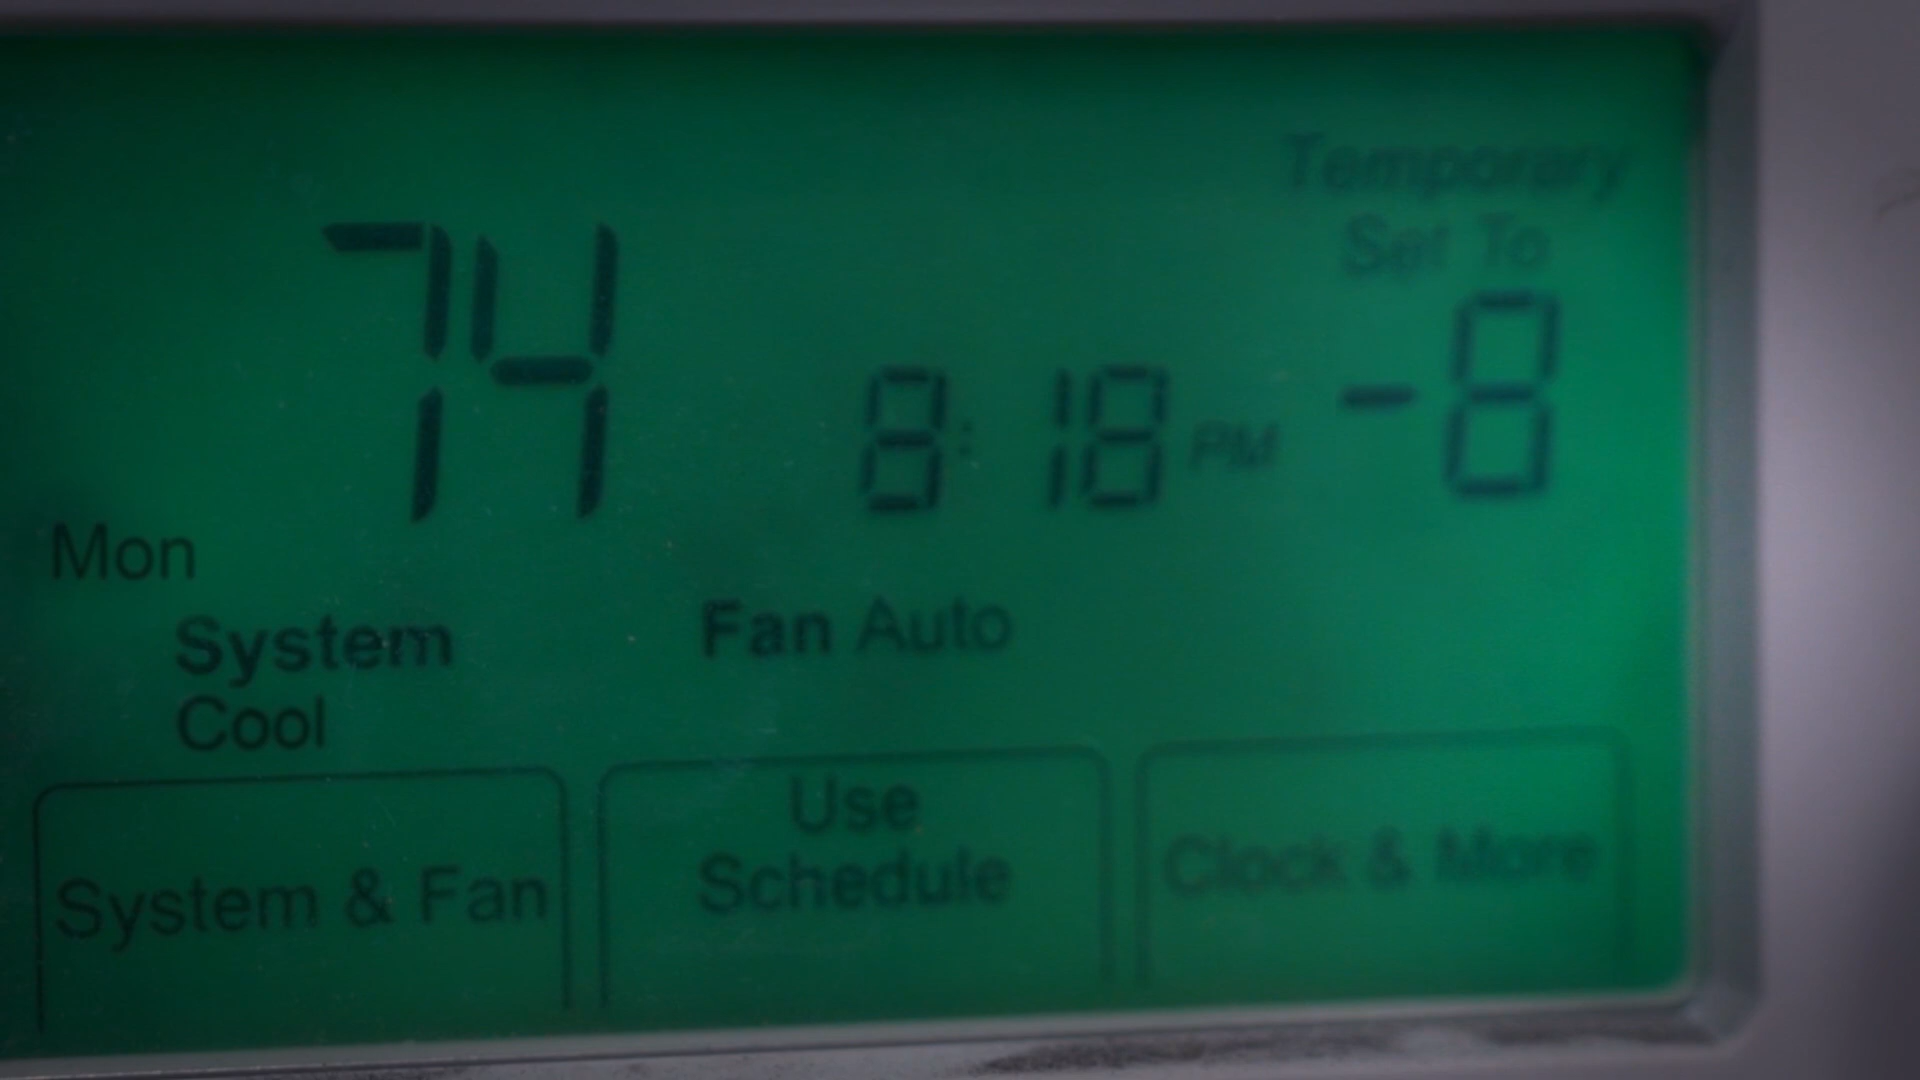 Temporary
Set To
74
8:18 PM
-8
Mon
System
Cool
Fan Auto
System & Fan
Use
Schedule
Clock & More